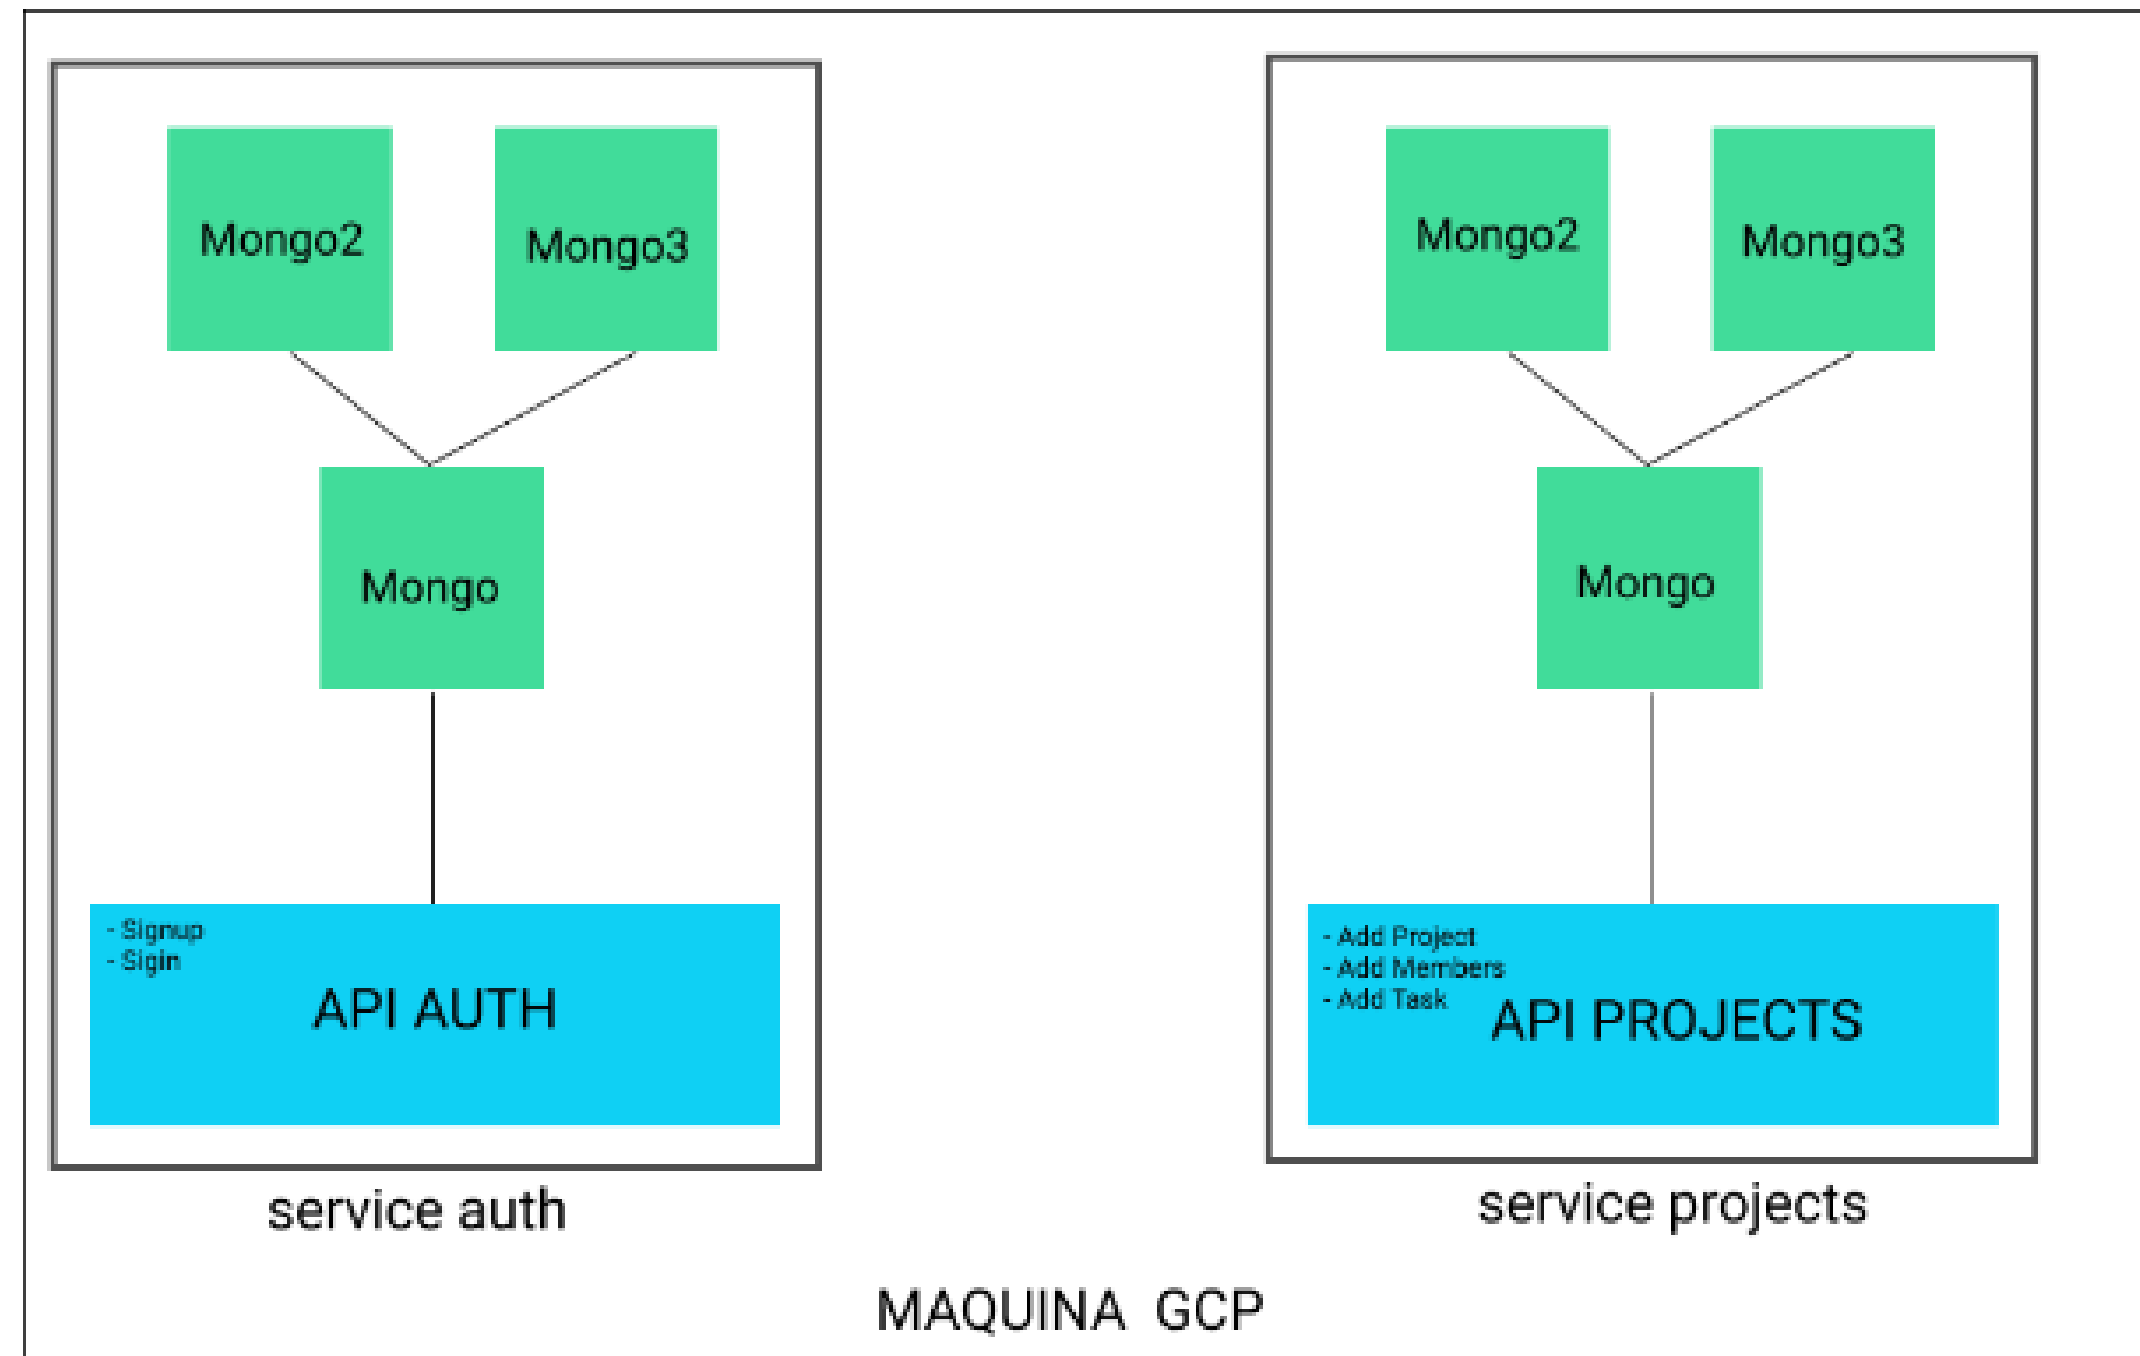 Mongo2
Mongo3
Mongo
- Signup
- Sigin
API AUTH
service auth
Mongo2
Mongo3
Mongo
- Add Project
- Add Members
- Add Task
API PROJECTS
service projects
MAQUINA GCP